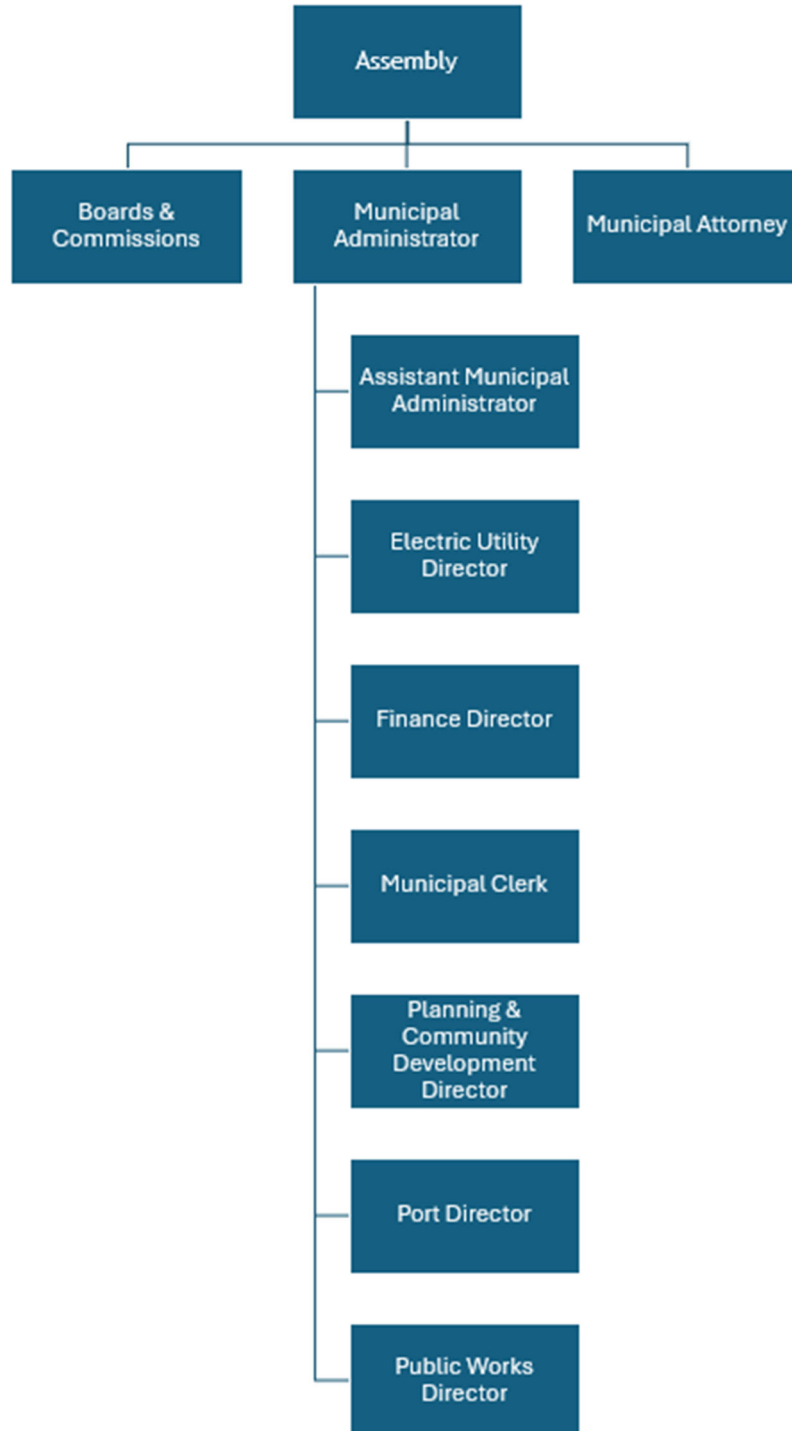 Assembly
Boards &
Commissions
Municipal
Administrator
Municipal Attorney
Assistant Municipal
Administrator
Electric Utility
Director
Finance Director
Municipal Clerk
Planning &
Community
Development
Director
Port Director
Public Works
Director